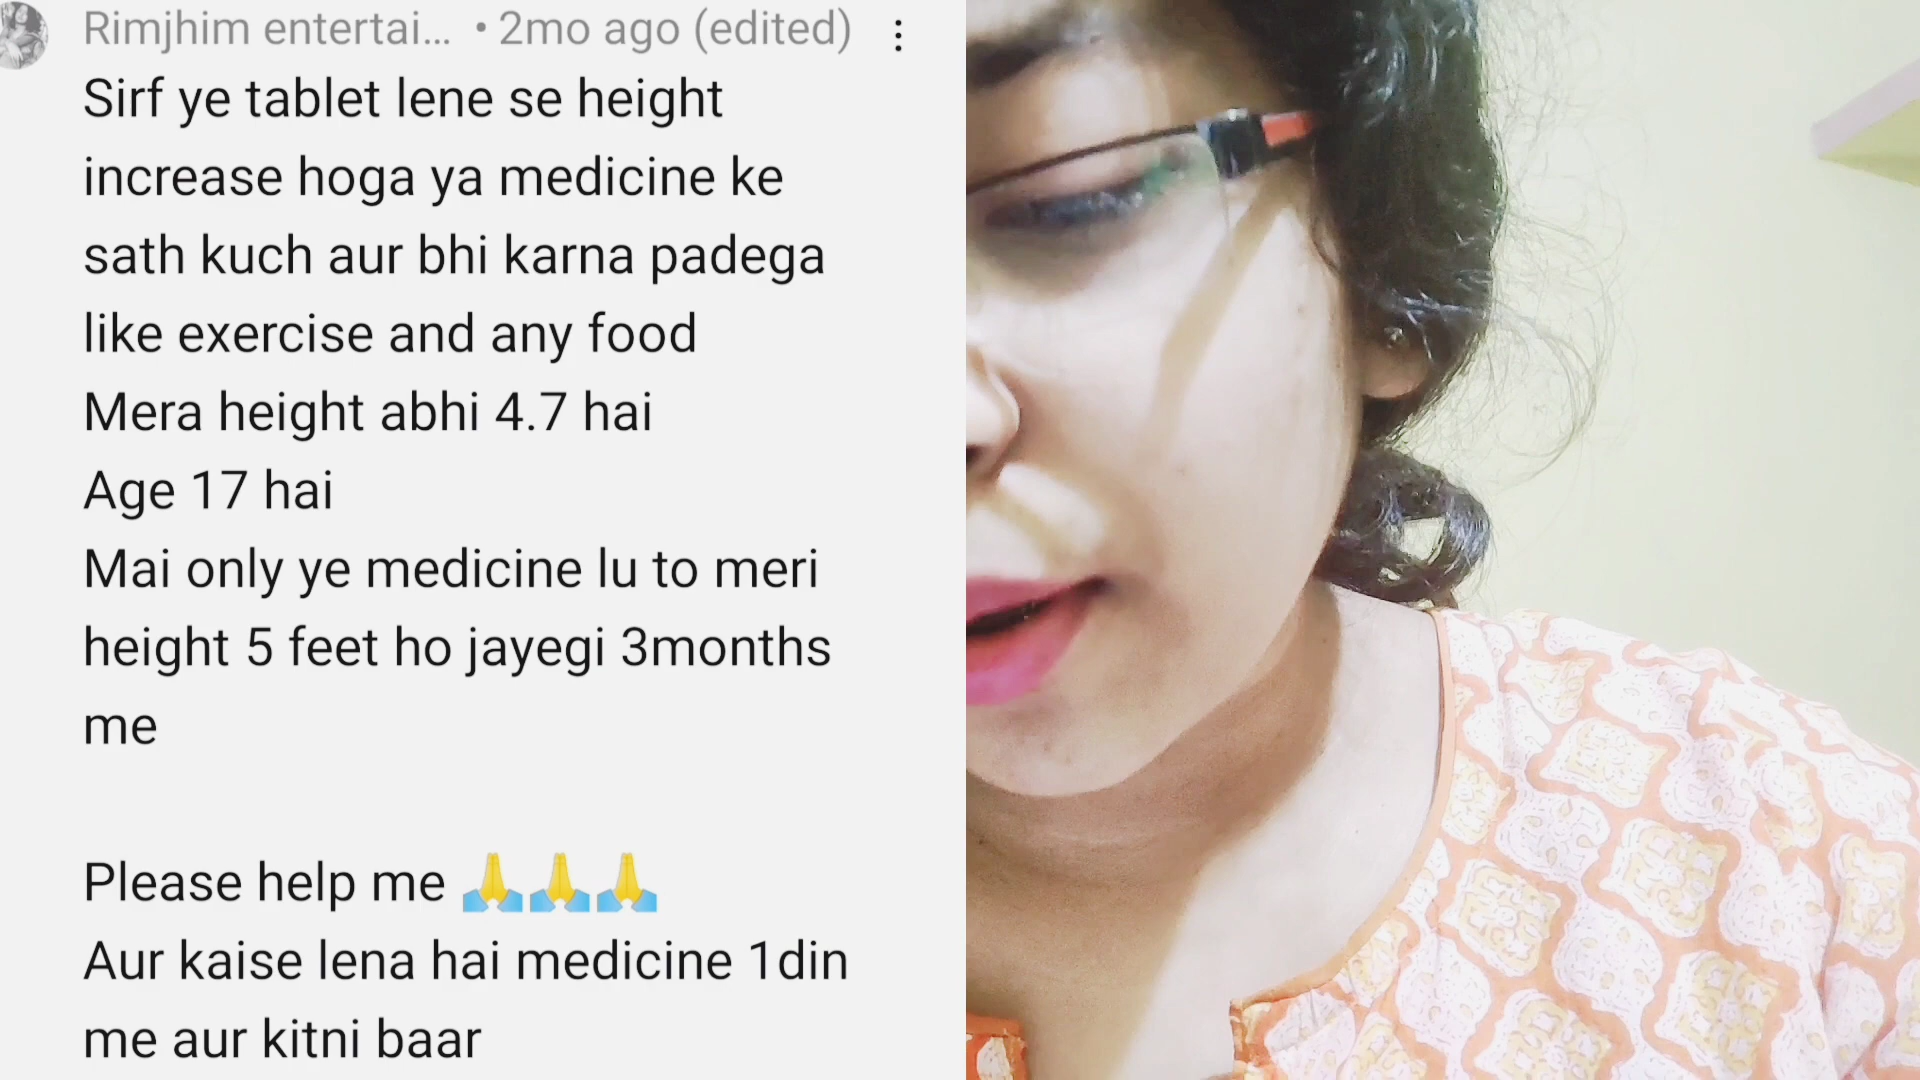 Rimjhim entertai... • 2mo ago (edited)
Sirf ye tablet lene se height
increase hoga ya medicine ke
sath kuch aur bhi karna padega
like exercise and any food
Mera height abhi 4.7 hai
Age 17 hai
Mai only ye medicine lu to meri
height 5 feet ho jayegi 3months
me
Please help me 🙏🙏🙏
Aur kaise lena hai medicine 1din
me aur kitni baar